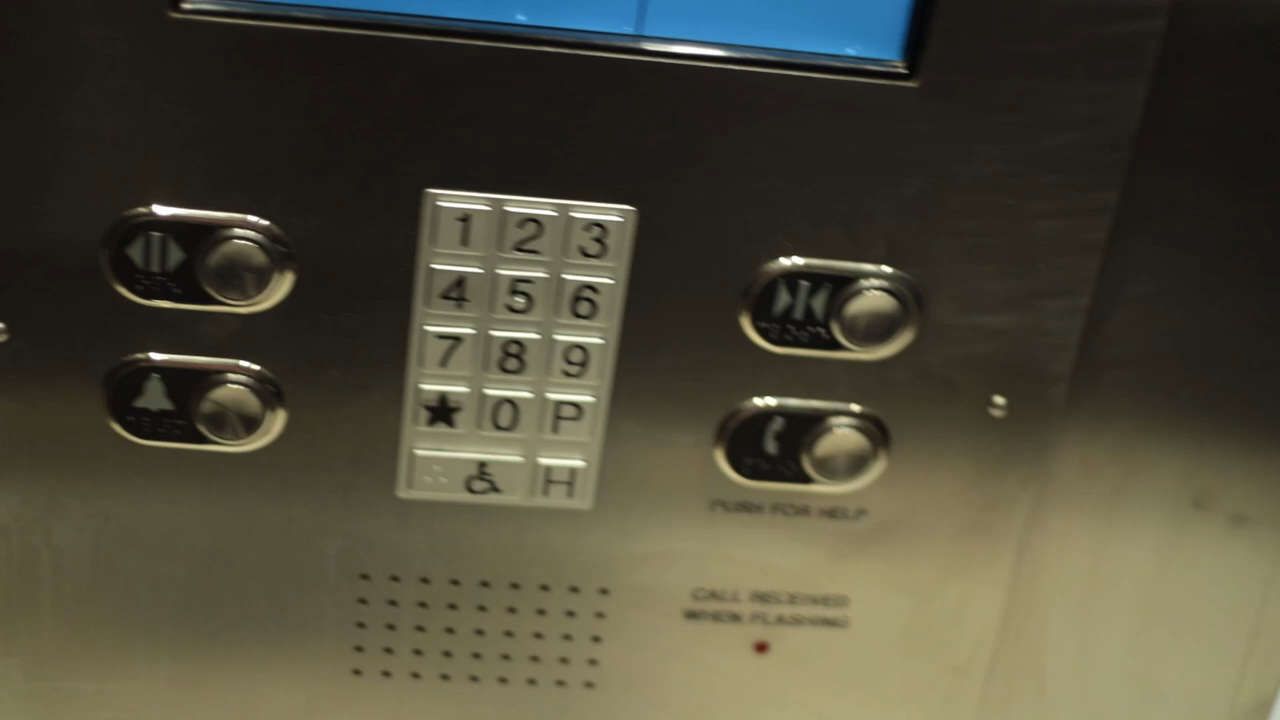 1 2 3
4 5 6
7 8 9
★ 0 P
H
PUSH FOR HELP
CALL RECEIVED
WHEN FLASHING